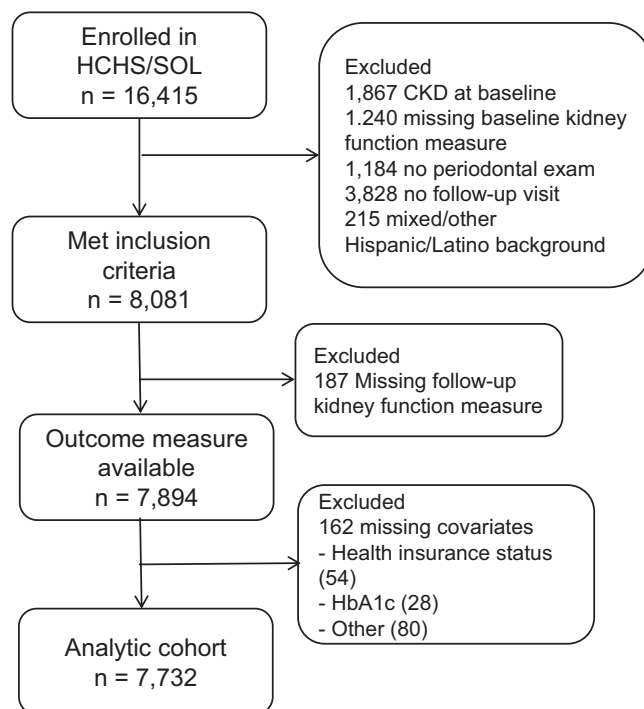 Enrolled in
HCHS/SOL
n = 16,415
Excluded
1,867 CKD at baseline
1.240 missing baseline kidney
function measure
1,184 no periodontal exam
3,828 no follow-up visit
215 mixed/other
Hispanic/Latino background
Met inclusion
criteria
n = 8,081
Excluded
187 Missing follow-up
kidney function measure
Outcome measure
available
n = 7,894
Excluded
162 missing covariates
- Health insurance status
(54)
- HbA1c (28)
- Other (80)
Analytic cohort
n = 7,732